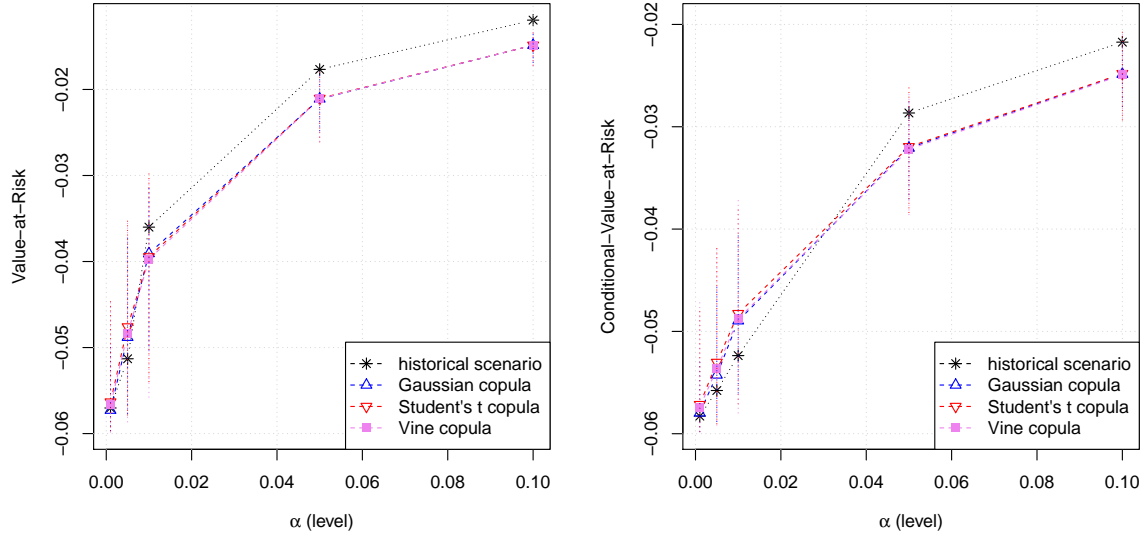 −0.02
−0.03
−0.04
−0.05
−0.06
Value−at−Risk
0.00 0.02 0.04 0.06 0.08 0.10
α (level)
historical scenario
Gaussian copula
Student's t copula
Vine copula
−0.02
−0.03
−0.04
−0.05
−0.06
Conditional−Value−at−Risk
0.00 0.02 0.04 0.06 0.08 0.10
α (level)
historical scenario
Gaussian copula
Student's t copula
Vine copula